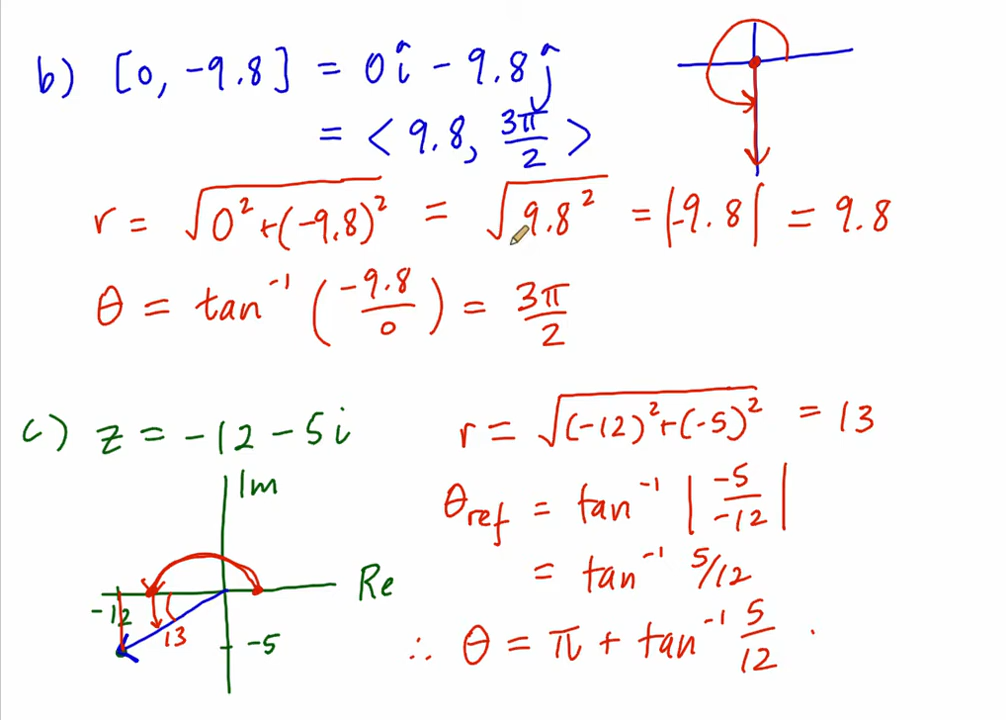 b) [0, -9.8] = 0î - 9.8ĵ
= < 9.8, 3π/2 >
r = √(0² + (-9.8)²) = √(9.8²) = |-9.8| = 9.8
θ = tan⁻¹ (-9.8/0) = 3π/2
c) z = -12 - 5i
r = √((-12)² + (-5)²) = 13
Im
θref = tan⁻¹ |-5/-12|
= tan⁻¹ 5/12
Re
-12
13
-5
∴ θ = π + tan⁻¹ 5/12 .